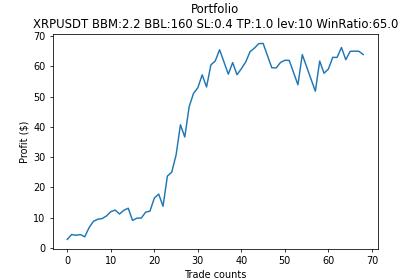 Portfolio
XRPUSDT BBM:2.2 BBL:160 SL:0.4 TP:1.0 lev:10 WinRatio:65.0
70
60
50
40
30
20
10
0
Profit ($)
0 10 20 30 40 50 60 70
Trade counts